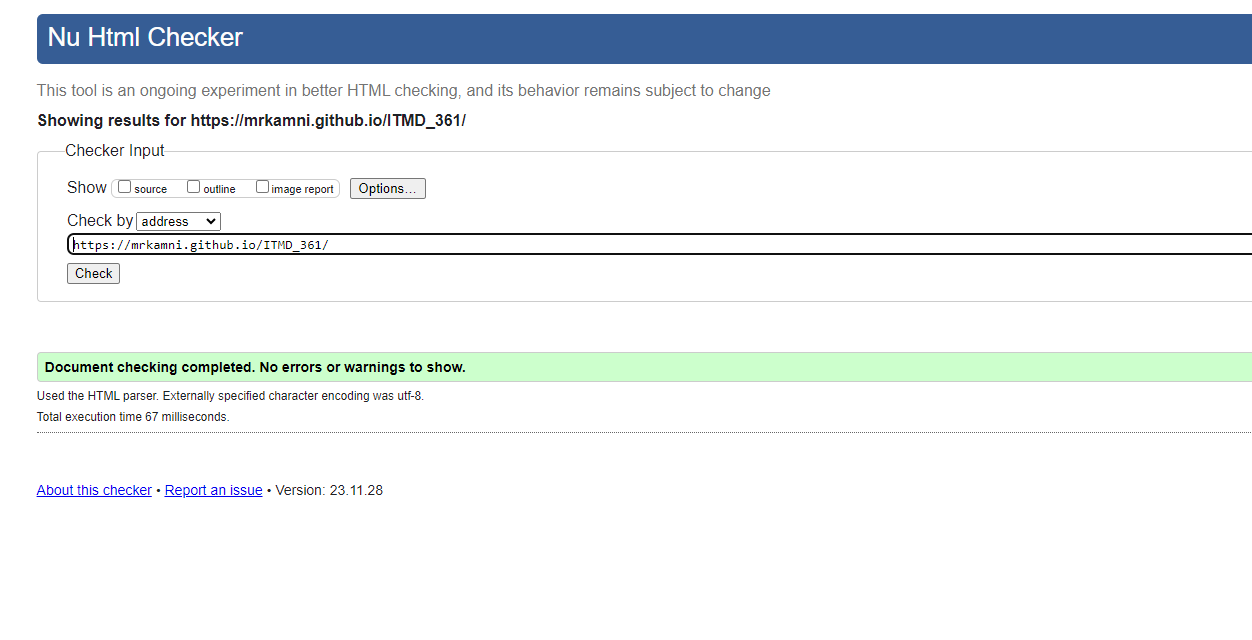 Nu Html Checker
This tool is an ongoing experiment in better HTML checking, and its behavior remains subject to change
Showing results for https://mrkamni.github.io/ITMD_361/
Checker Input
Show source outline image report Options...
Check by address
https://mrkamni.github.io/ITMD_361/
Check
Document checking completed. No errors or warnings to show.
Used the HTML parser. Externally specified character encoding was utf-8.
Total execution time 67 milliseconds.
About this checker • Report an issue • Version: 23.11.28